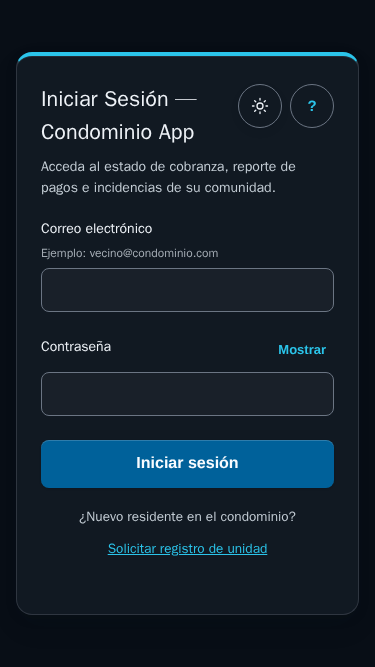 Iniciar Sesión —
Condominio App
?
Acceda al estado de cobranza, reporte de
pagos e incidencias de su comunidad.
Correo electrónico
Ejemplo: vecino@condominio.com
Contraseña
Mostrar
Iniciar sesión
¿Nuevo residente en el condominio?
Solicitar registro de unidad